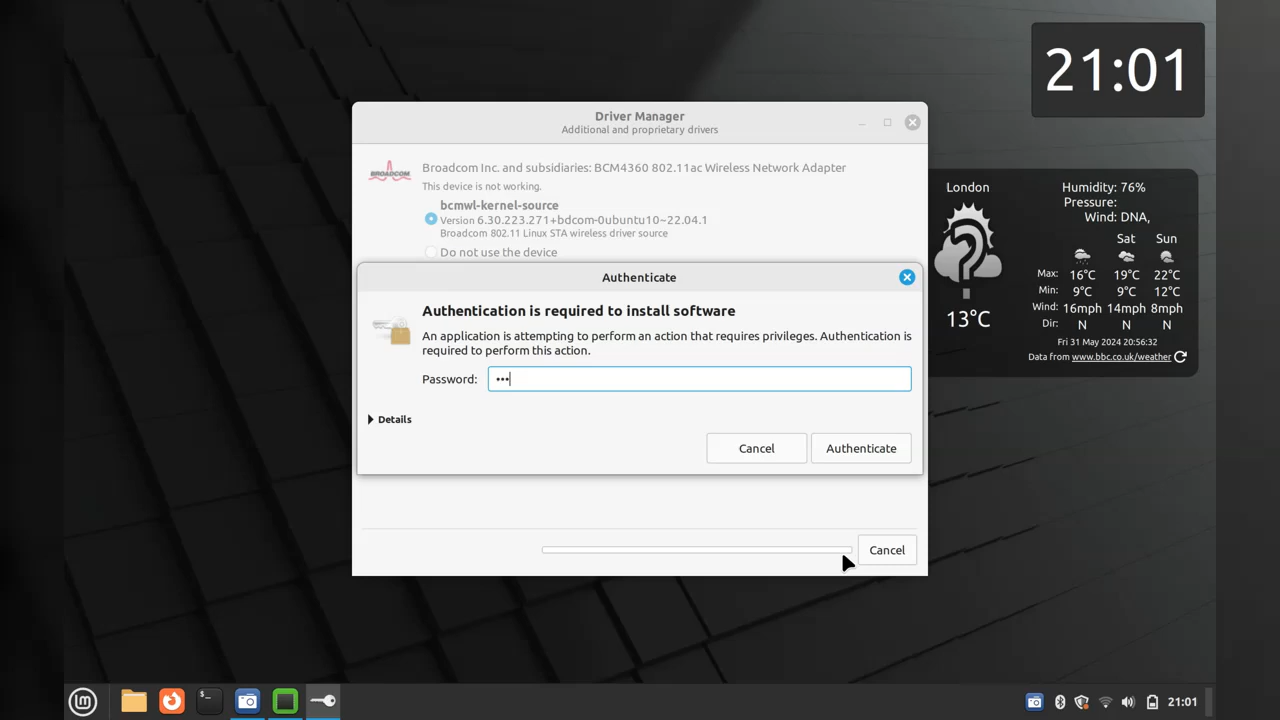 21:01
Driver Manager
Additional and proprietary drivers
BROADCOM
Broadcom Inc. and subsidiaries: BCM4360 802.11ac Wireless Network Adapter
This device is not working.
bcmwl-kernel-source
Version 6.30.223.271+bdcom-0ubuntu10~22.04.1
Broadcom 802.11 Linux STA wireless driver source
Do not use the device
Authenticate
Authentication is required to install software
An application is attempting to perform an action that requires privileges. Authentication is
required to perform this action.
Password: •••
Details
Cancel Authenticate
Cancel
London
13°C
Humidity: 76%
Pressure:
Wind: DNA,
Sat Sun
Max: 16°C 19°C 22°C
Min: 9°C 9°C 12°C
Wind: 16mph 14mph 8mph
Dir: N N N
Fri 31 May 2024 20:56:32
Data from www.bbc.co.uk/weather
21:01